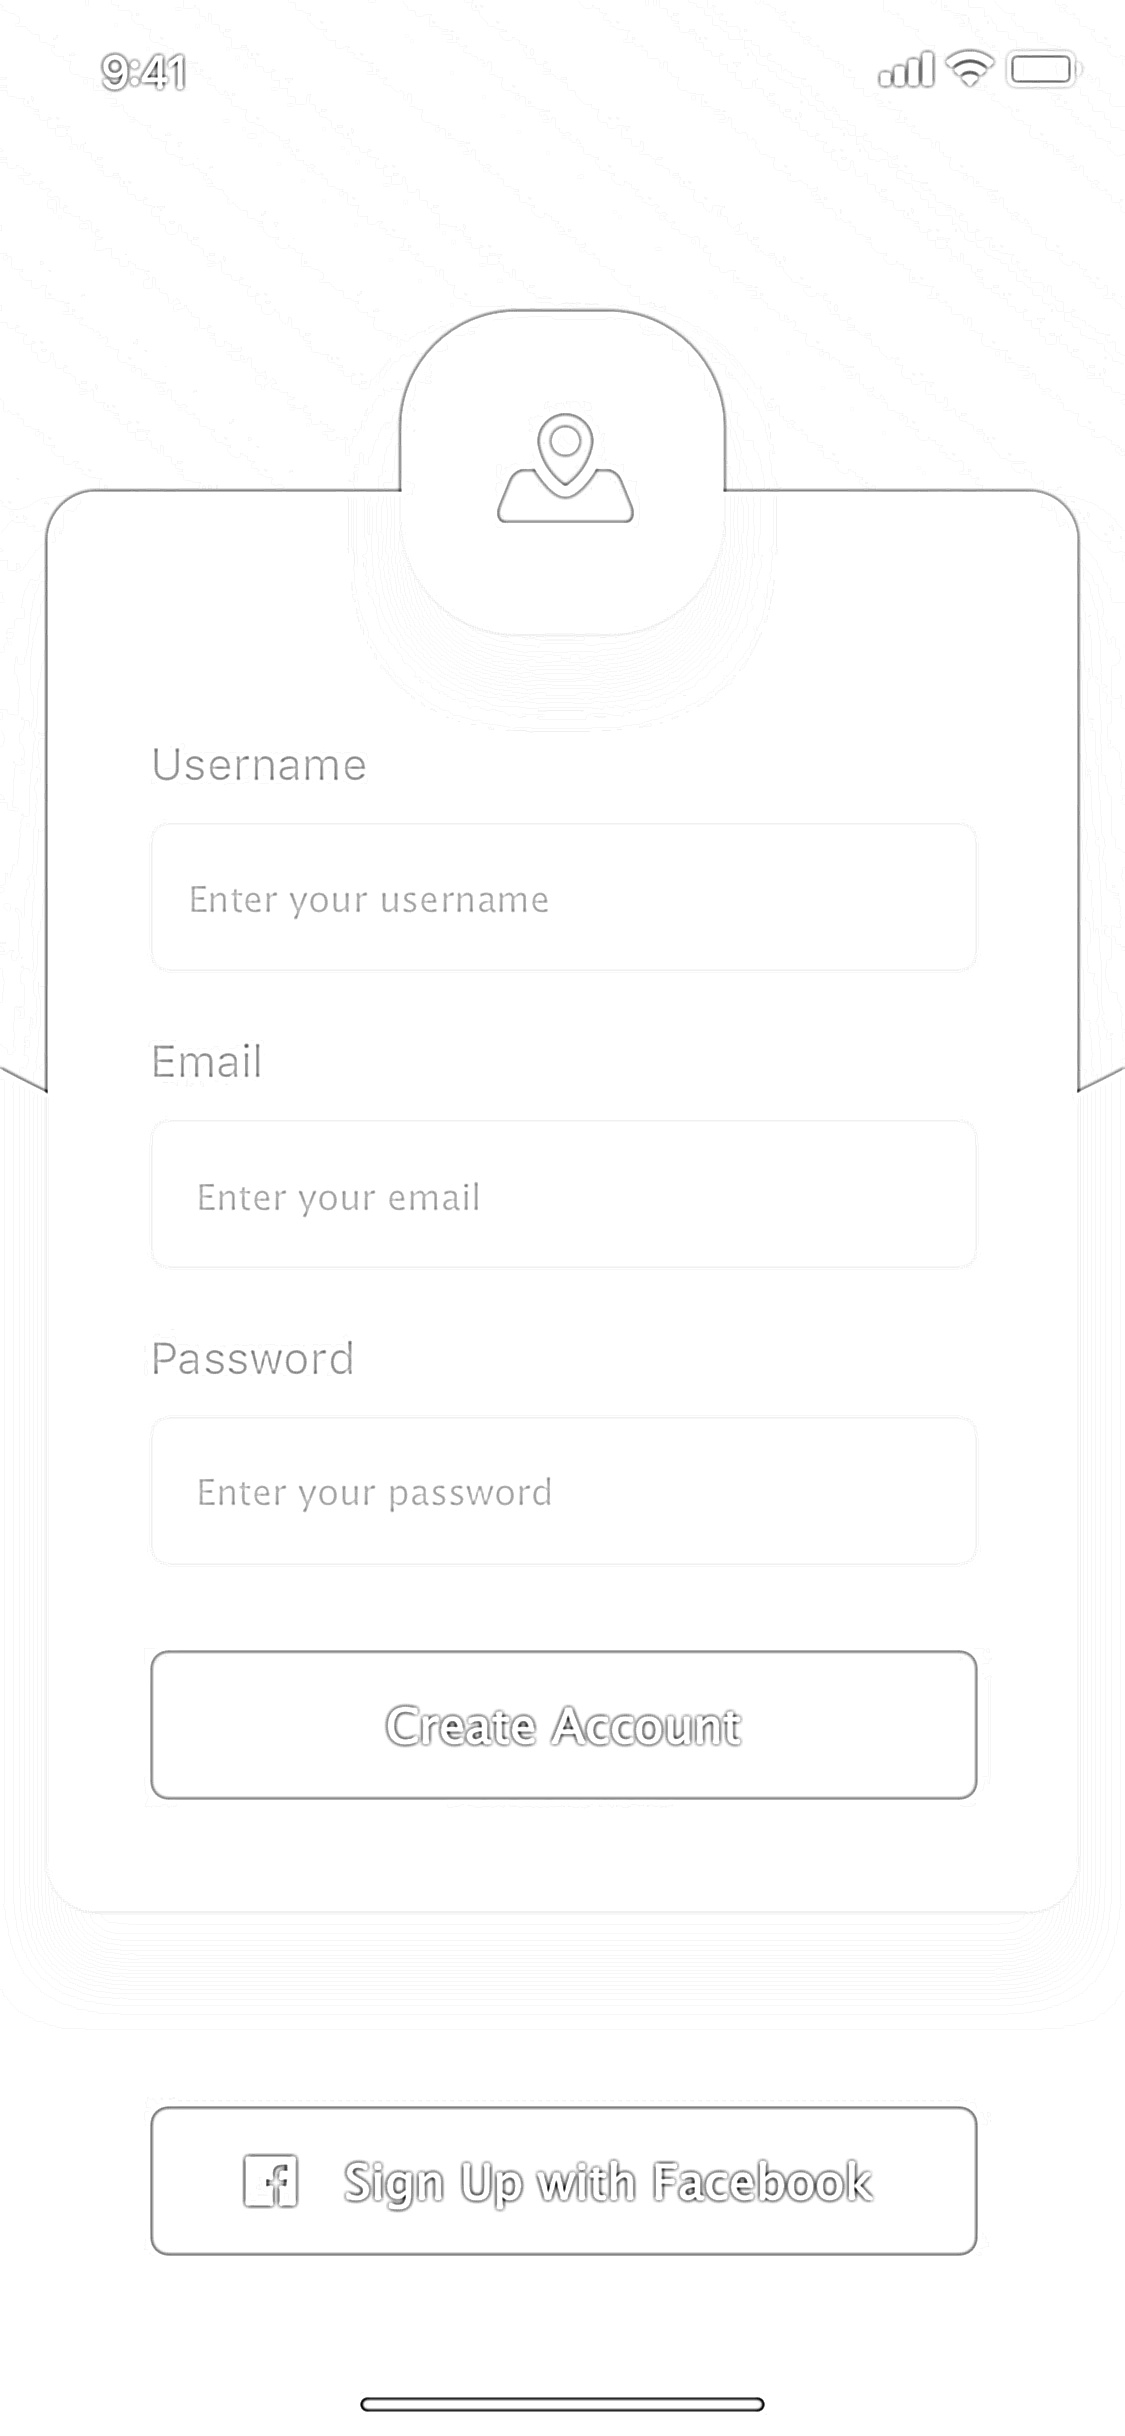 9:41
Username
Enter your username
Email
Enter your email
Password
Enter your password
Create Account
Sign Up with Facebook